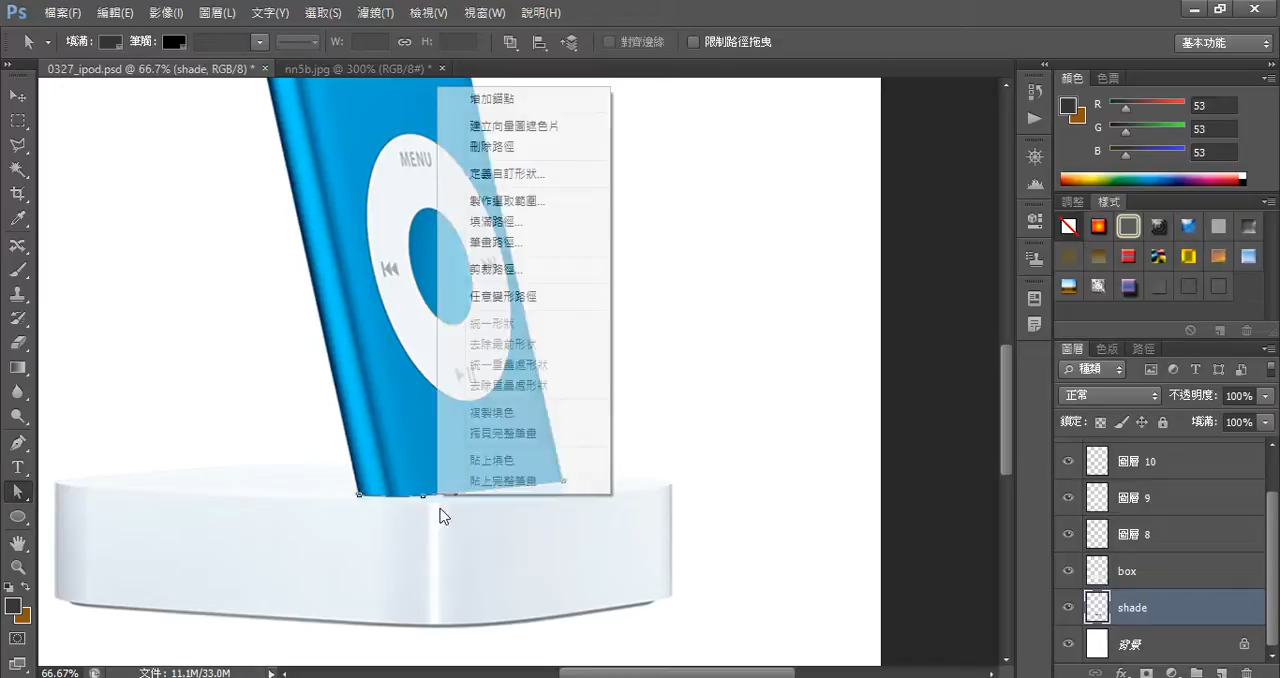 Ps 檔案(F) 編輯(E) 影像(I) 圖層(L) 文字(Y) 選取(S) 濾鏡(T) 檢視(V) 視窗(W) 說明(H)
填滿: 筆觸: W: H: 對齊邊緣 限制路徑拖曳 基本功能
0327_ipod.psd @ 66.7% (shade, RGB/8) * × nn5b.jpg @ 300% (RGB/8#) * ×
MENU
增加錨點
建立向量圖遮色片
刪除路徑
定義自訂形狀...
製作選取範圍...
填滿路徑...
筆畫路徑...
剪裁路徑...
任意變形路徑
統一形狀
去除最前形狀
統一重疊處形狀
去除重疊處形狀
複製填色
拷貝完整筆畫
貼上填色
貼上完整筆畫
顏色 色票
R 53
G 53
B 53
調整 樣式
圖層 色版 路徑
種類
正常 不透明度: 100%
鎖定: 填滿: 100%
圖層 10
圖層 9
圖層 8
box
shade
背景
66.67% 文件: 11.1M/33.0M